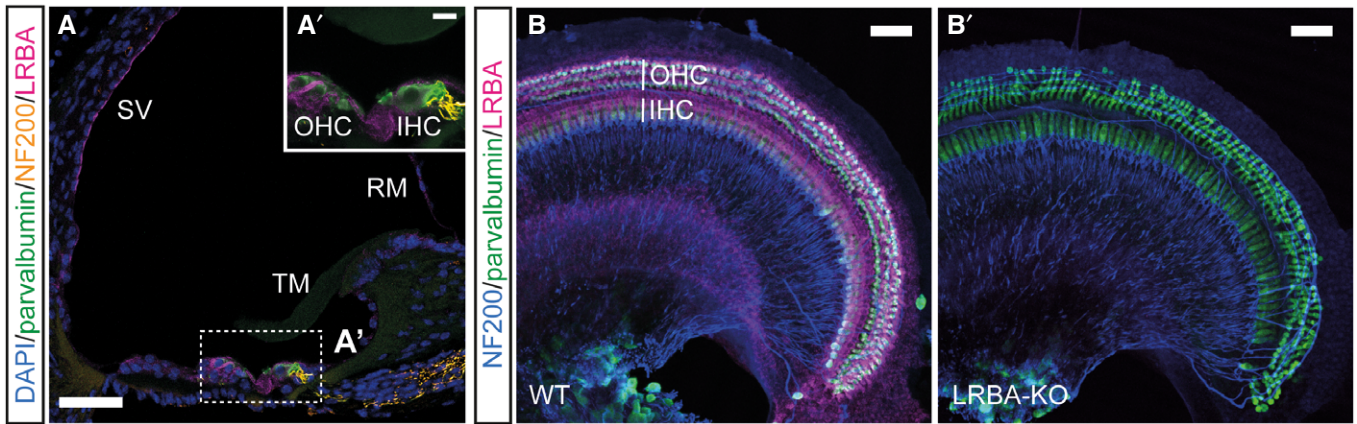 DAPI/parvalbumin/NF200/LRBA
A
SV
A′
OHC
IHC
RM
TM
A'
NF200/parvalbumin/LRBA
B
OHC
IHC
WT
B′
LRBA-KO